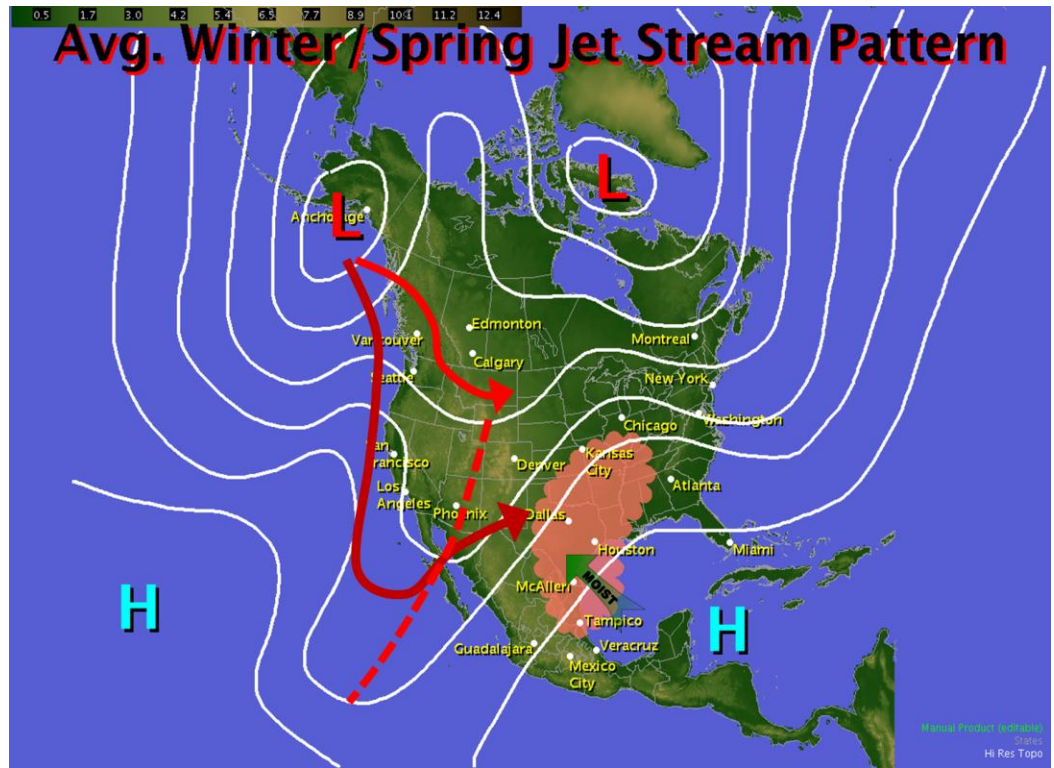 0.5 1.7 3.0 4.2 5.4 6.5 7.7 8.9 10.1 11.2 12.4
Avg. Winter/Spring Jet Stream Pattern
L
L
Anchorage
Edmonton
Vancouver
Montreal
Calgary
Seattle
New York
Washington
Chicago
San
Francisco
Kansas
City
Denver
Los
Angeles
Atlanta
Phoenix
Dallas
Houston
Miami
MOIST
McAllen
H
H
Tampico
Guadalajara
Veracruz
Mexico
City
Manual Product (editable)
States
Hi Res Topo